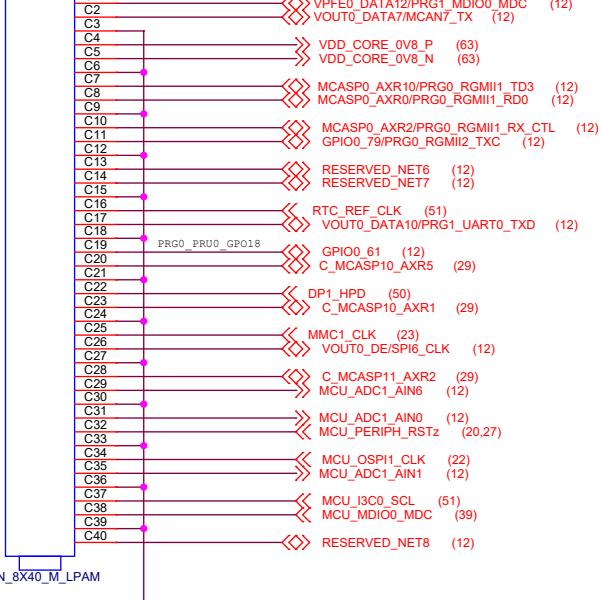 C2 VPFE0_DATA12/PRG1_MDIO0_MDC (12)
C3 VOUT0_DATA7/MCAN7_TX (12)
C4 VDD_CORE_0V8_P (63)
C5 VDD_CORE_0V8_N (63)
C6
C7 MCASP0_AXR10/PRG0_RGMII1_TD3 (12)
C8 MCASP0_AXR0/PRG0_RGMII1_RD0 (12)
C9
C10 MCASP0_AXR2/PRG0_RGMII1_RX_CTL (12)
C11 GPIO0_79/PRG0_RGMII2_TXC (12)
C12
C13 RESERVED_NET6 (12)
C14 RESERVED_NET7 (12)
C15
C16 RTC_REF_CLK (51)
C17 VOUT0_DATA10/PRG1_UART0_TXD (12)
C18
PRG0_PRU0_GPO18
C19 GPIO0_61 (12)
C20 C_MCASP10_AXR5 (29)
C21
C22 DP1_HPD (50)
C23 C_MCASP10_AXR1 (29)
C24
C25 MMC1_CLK (23)
C26 VOUT0_DE/SPI6_CLK (12)
C27
C28 C_MCASP11_AXR2 (29)
C29 MCU_ADC1_AIN6 (12)
C30
C31 MCU_ADC1_AIN0 (12)
C32 MCU_PERIPH_RSTz (20,27)
C33
C34 MCU_OSPI1_CLK (22)
C35 MCU_ADC1_AIN1 (12)
C36
C37 MCU_I3C0_SCL (51)
C38 MCU_MDIO0_MDC (39)
C39
C40 RESERVED_NET8 (12)
N_8X40_M_LPAM